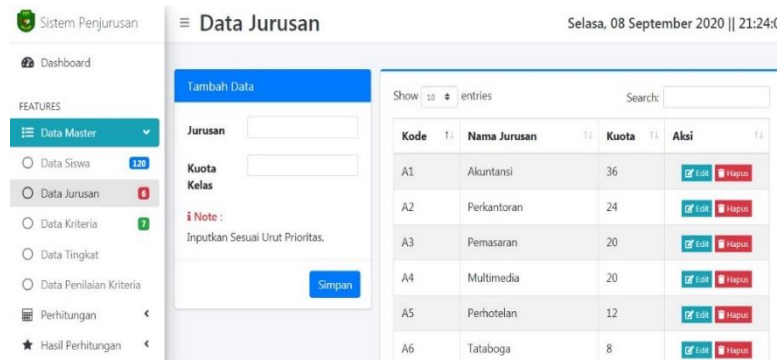 Sistem Penjurusan
Data Jurusan
Selasa, 08 September 2020 || 21:24:0
Dashboard
FEATURES
Data Master
Data Siswa 120
Data Jurusan 6
Data Kriteria 7
Data Tingkat
Data Penilaian Kriteria
Perhitungan
Hasil Perhitungan
Tambah Data
Jurusan
Kuota
Kelas
Note :
Inputkan Sesuai Urut Prioritas.
Simpan
Show 10 entries
Search:
Kode Nama Jurusan Kuota Aksi
A1 Akuntansi 36 Edit Hapus
A2 Perkantoran 24 Edit Hapus
A3 Pemasaran 20 Edit Hapus
A4 Multimedia 20 Edit Hapus
A5 Perhotelan 12 Edit Hapus
A6 Tataboga 8 Edit Hapus